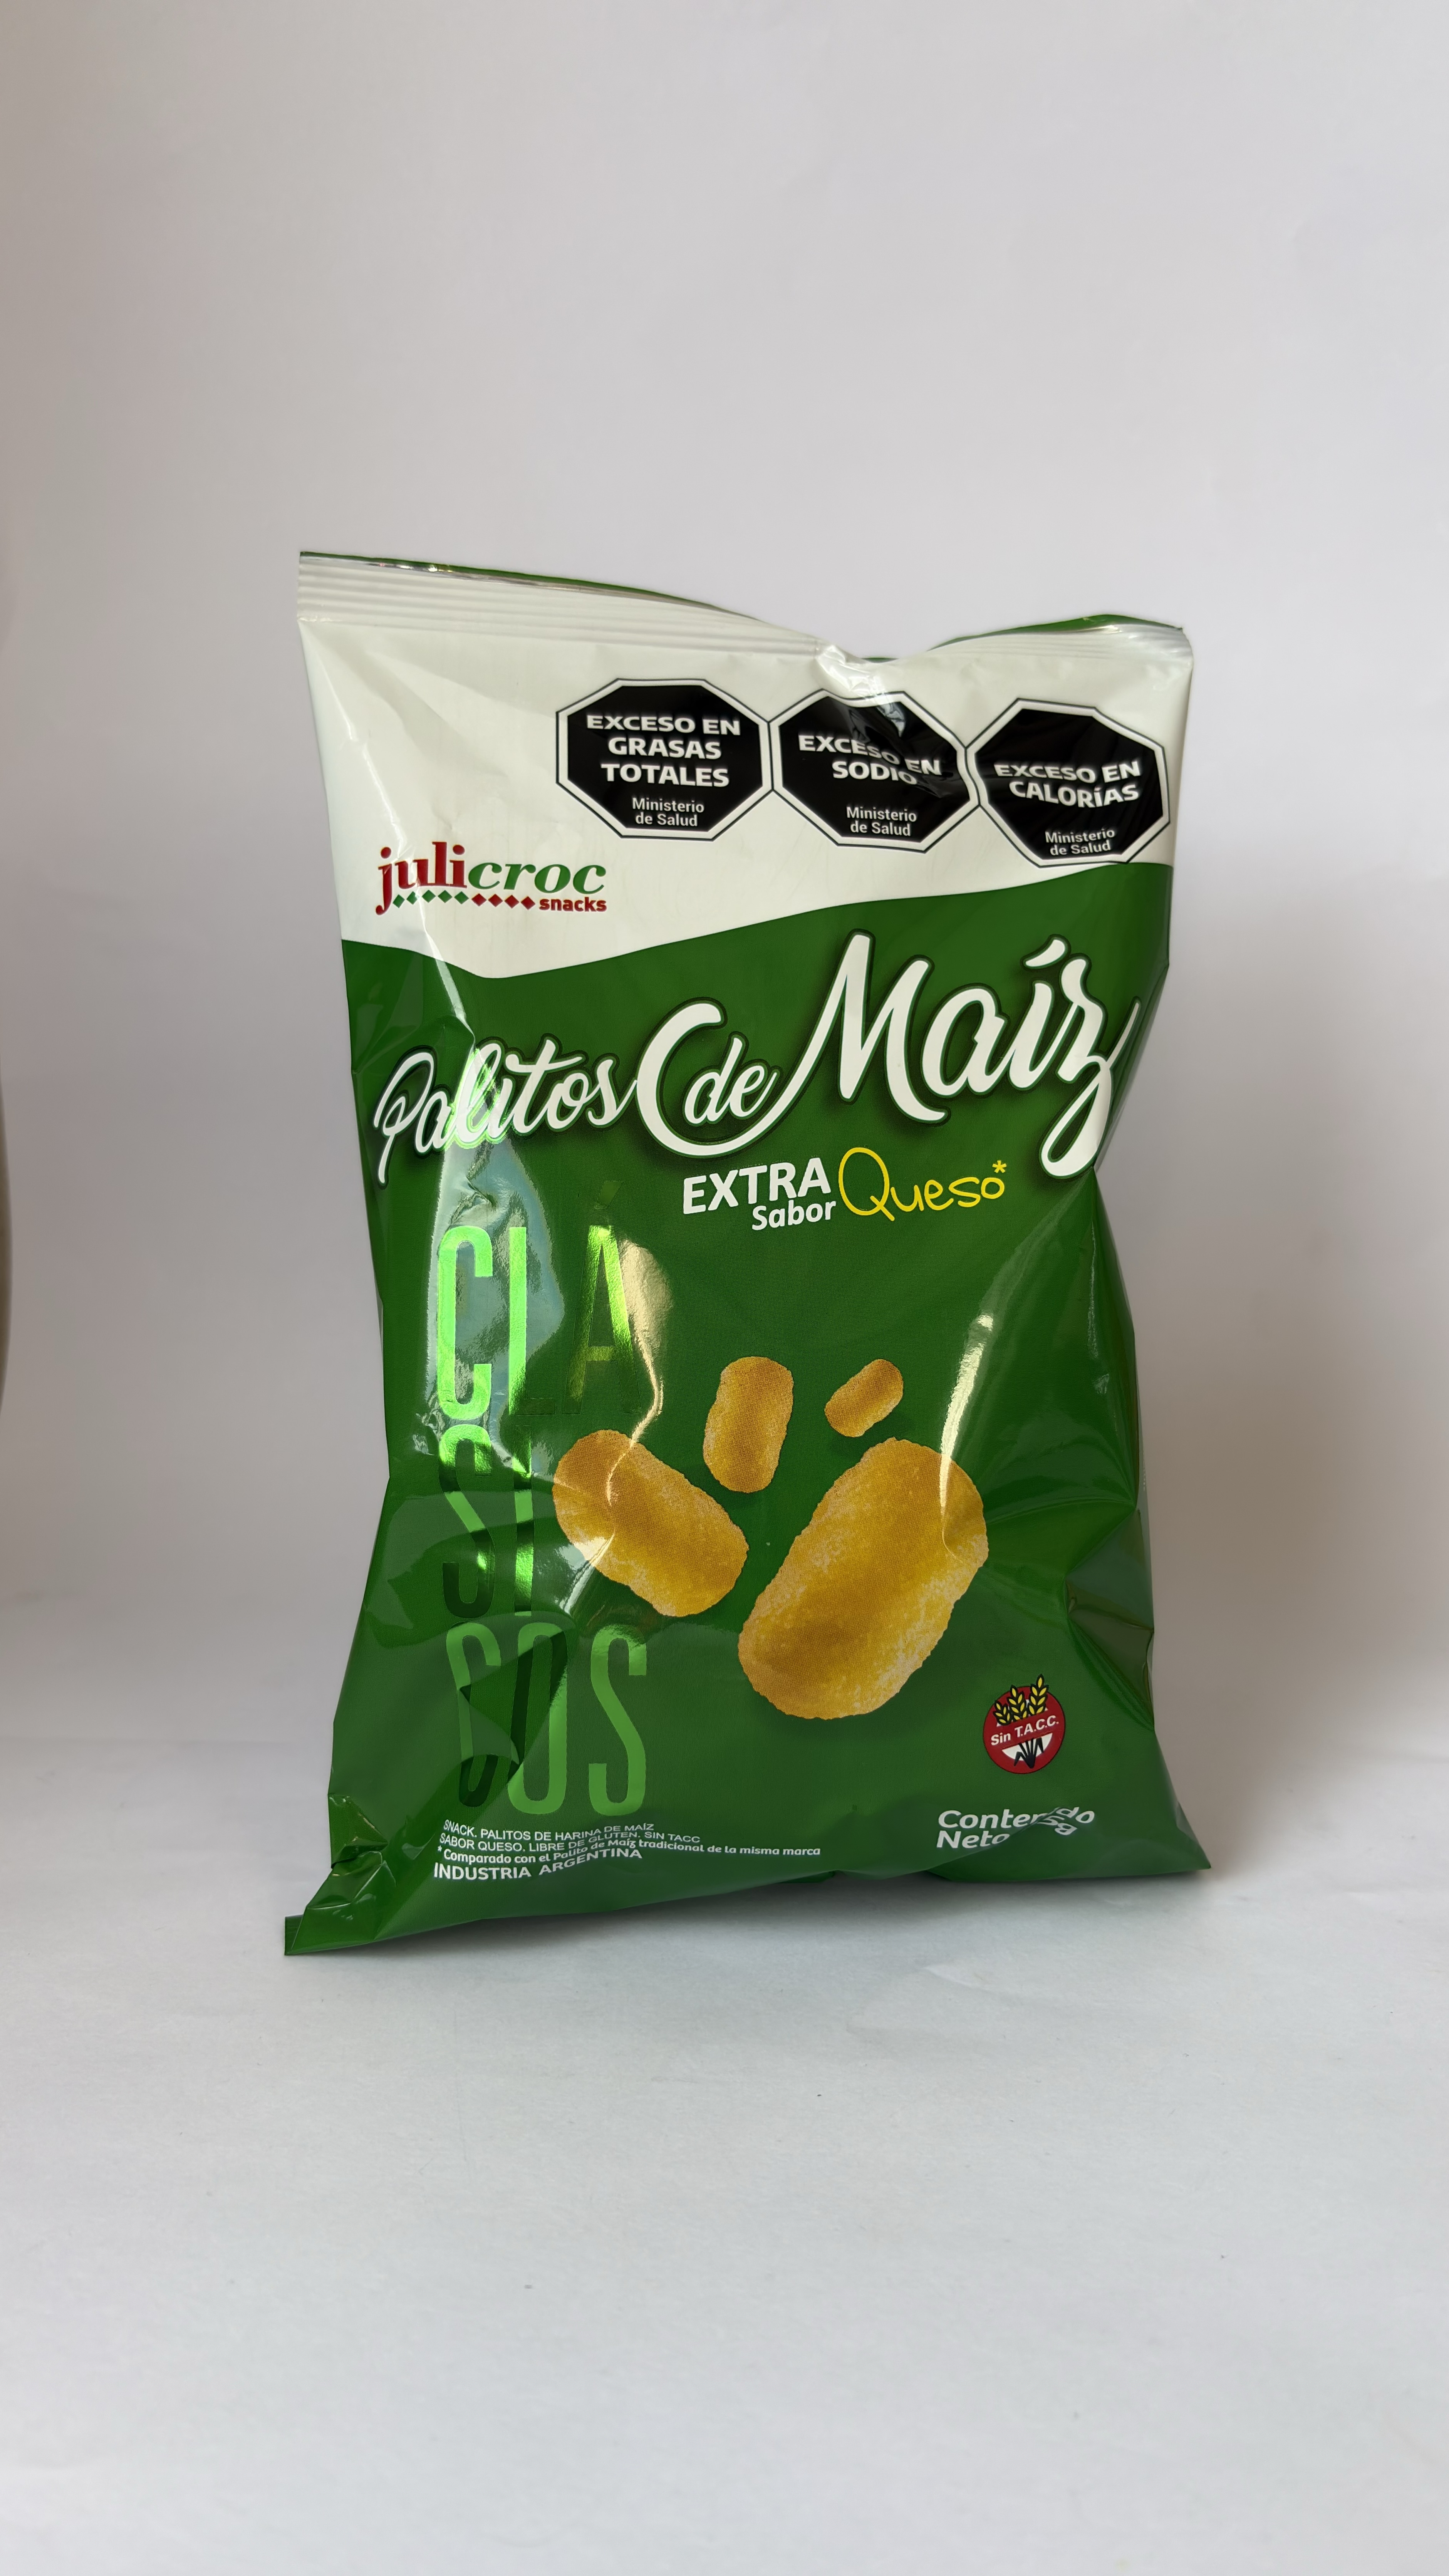 EXCESO EN
GRASAS
TOTALES
Ministerio
de Salud
EXCESO EN
SODIO
Ministerio
de Salud
EXCESO EN
CALORÍAS
Ministerio
de Salud
julicroc
snacks
Palitos de Maíz
EXTRA
Sabor
Queso*
CLÁ
SI
COS
Sin T.A.C.C.
SNACK. PALITOS DE HARINA DE MAÍZ
SABOR QUESO. LIBRE DE GLUTEN. SIN TACC
*Comparado con el Palito de Maíz tradicional de la misma marca
INDUSTRIA ARGENTINA
Contenido
Neto